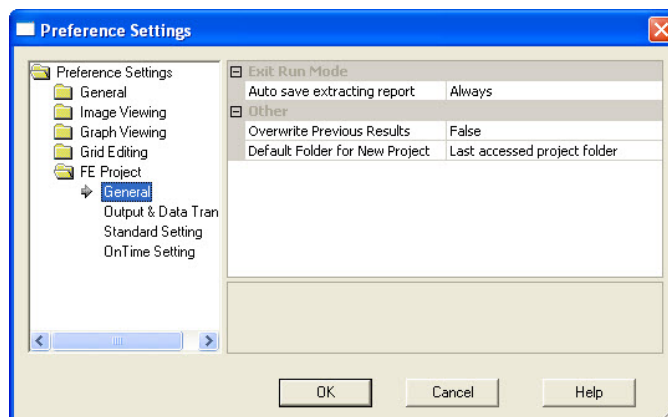 Preference Settings
Preference Settings
General
Image Viewing
Graph Viewing
Grid Editing
FE Project
General
Output & Data Tran
Standard Setting
OnTime Setting
Exit Run Mode
Auto save extracting report Always
Other
Overwrite Previous Results False
Default Folder for New Project Last accessed project folder
OK Cancel Help